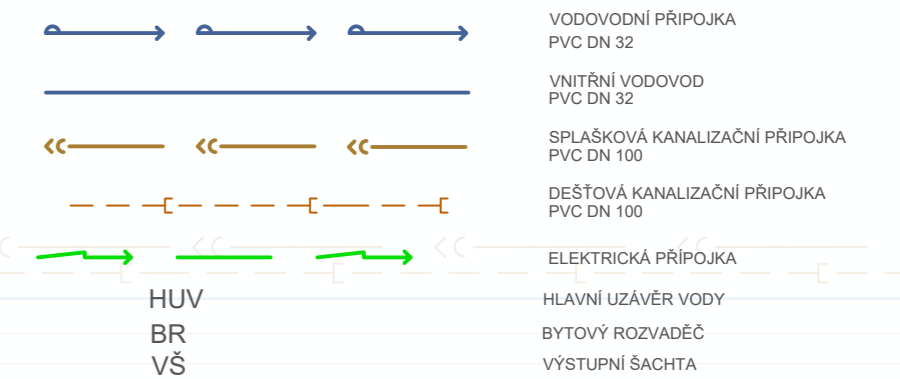 VODOVODNÍ PŘIPOJKA
PVC DN 32
VNITŘNÍ VODOVOD
PVC DN 32
SPLAŠKOVÁ KANALIZAČNÍ PŘIPOJKA
PVC DN 100
DEŠŤOVÁ KANALIZAČNÍ PŘIPOJKA
PVC DN 100
ELEKTRICKÁ PŘÍPOJKA
HUV HLAVNÍ UZÁVĚR VODY
BR BYTOVÝ ROZVADĚČ
VŠ VÝSTUPNÍ ŠACHTA